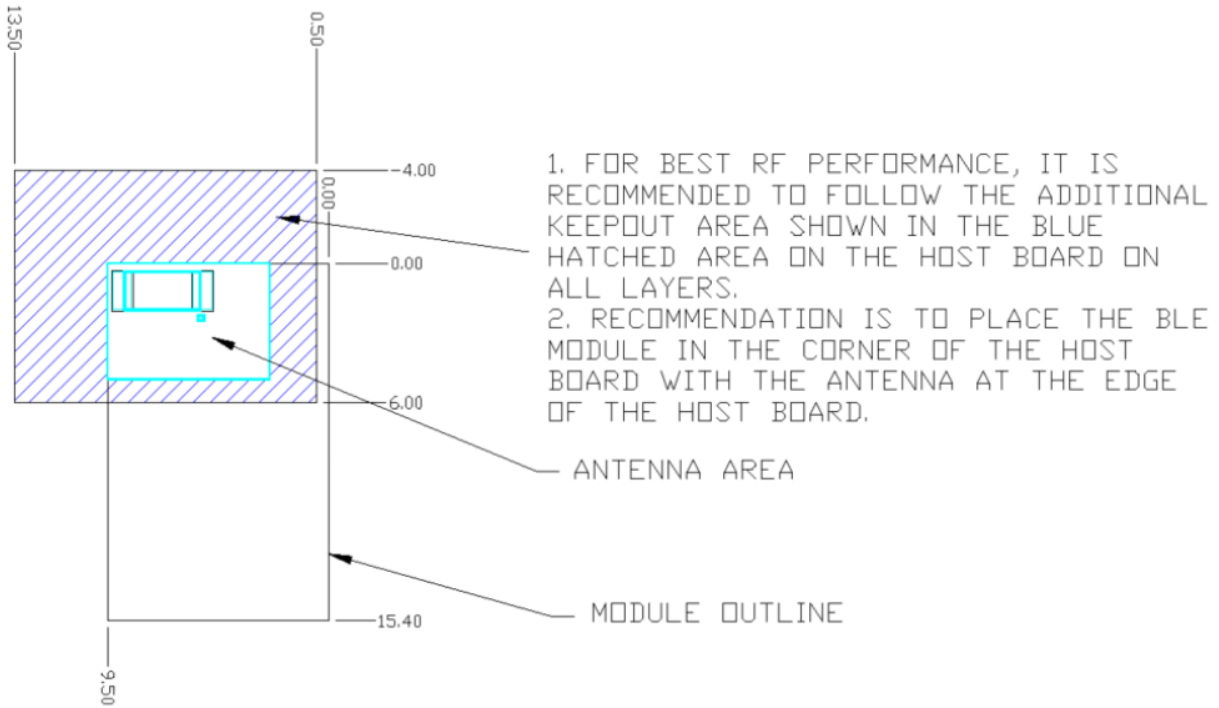 13.50
0.50
-4.00
0.00
0.00
6.00
15.40
9.50
1. FOR BEST RF PERFORMANCE, IT IS
RECOMMENDED TO FOLLOW THE ADDITIONAL
KEEPOUT AREA SHOWN IN THE BLUE
HATCHED AREA ON THE HOST BOARD ON
ALL LAYERS.
2. RECOMMENDATION IS TO PLACE THE BLE
MODULE IN THE CORNER OF THE HOST
BOARD WITH THE ANTENNA AT THE EDGE
OF THE HOST BOARD.
ANTENNA AREA
MODULE OUTLINE